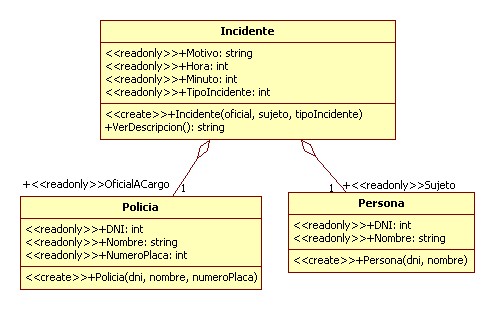 Incidente
<<readonly>>+Motivo: string
<<readonly>>+Hora: int
<<readonly>>+Minuto: int
<<readonly>>+TipoIncidente: int
<<create>>+Incidente(oficial, sujeto, tipoIncidente)
+VerDescripcion(): string
+<<readonly>>OficialACargo
1
1
+<<readonly>>Sujeto
Policia
<<readonly>>+DNI: int
<<readonly>>+Nombre: string
<<readonly>>+NumeroPlaca: int
<<create>>+Policia(dni, nombre, numeroPlaca)
Persona
<<readonly>>+DNI: int
<<readonly>>+Nombre: string
<<create>>+Persona(dni, nombre)